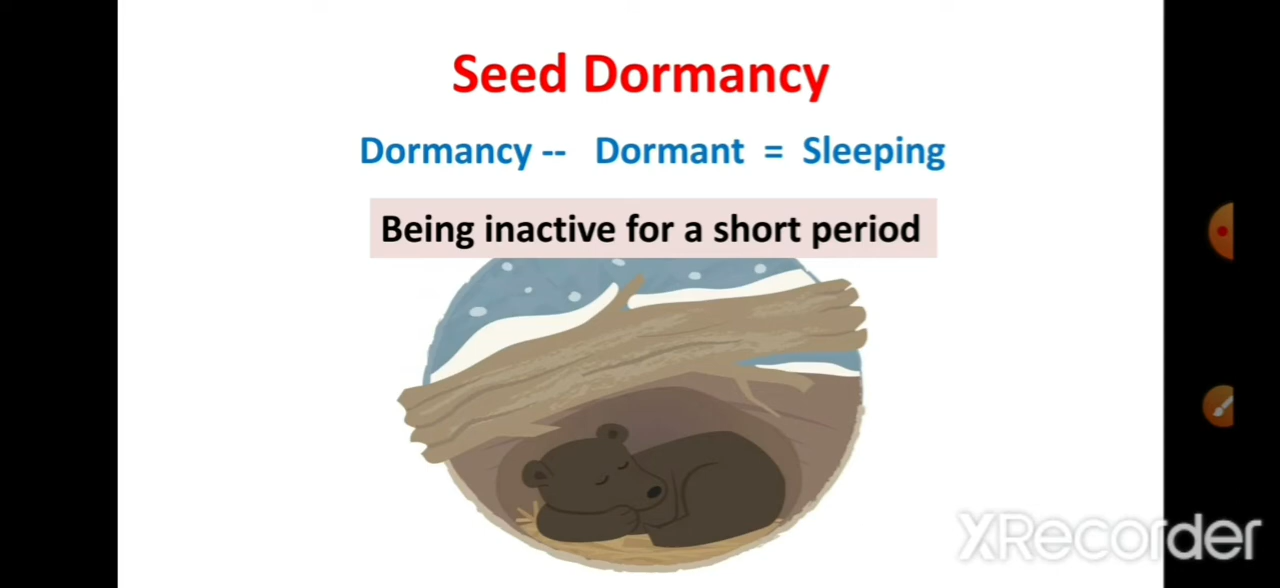 Seed Dormancy
Dormancy -- Dormant = Sleeping
Being inactive for a short period
XRecorder